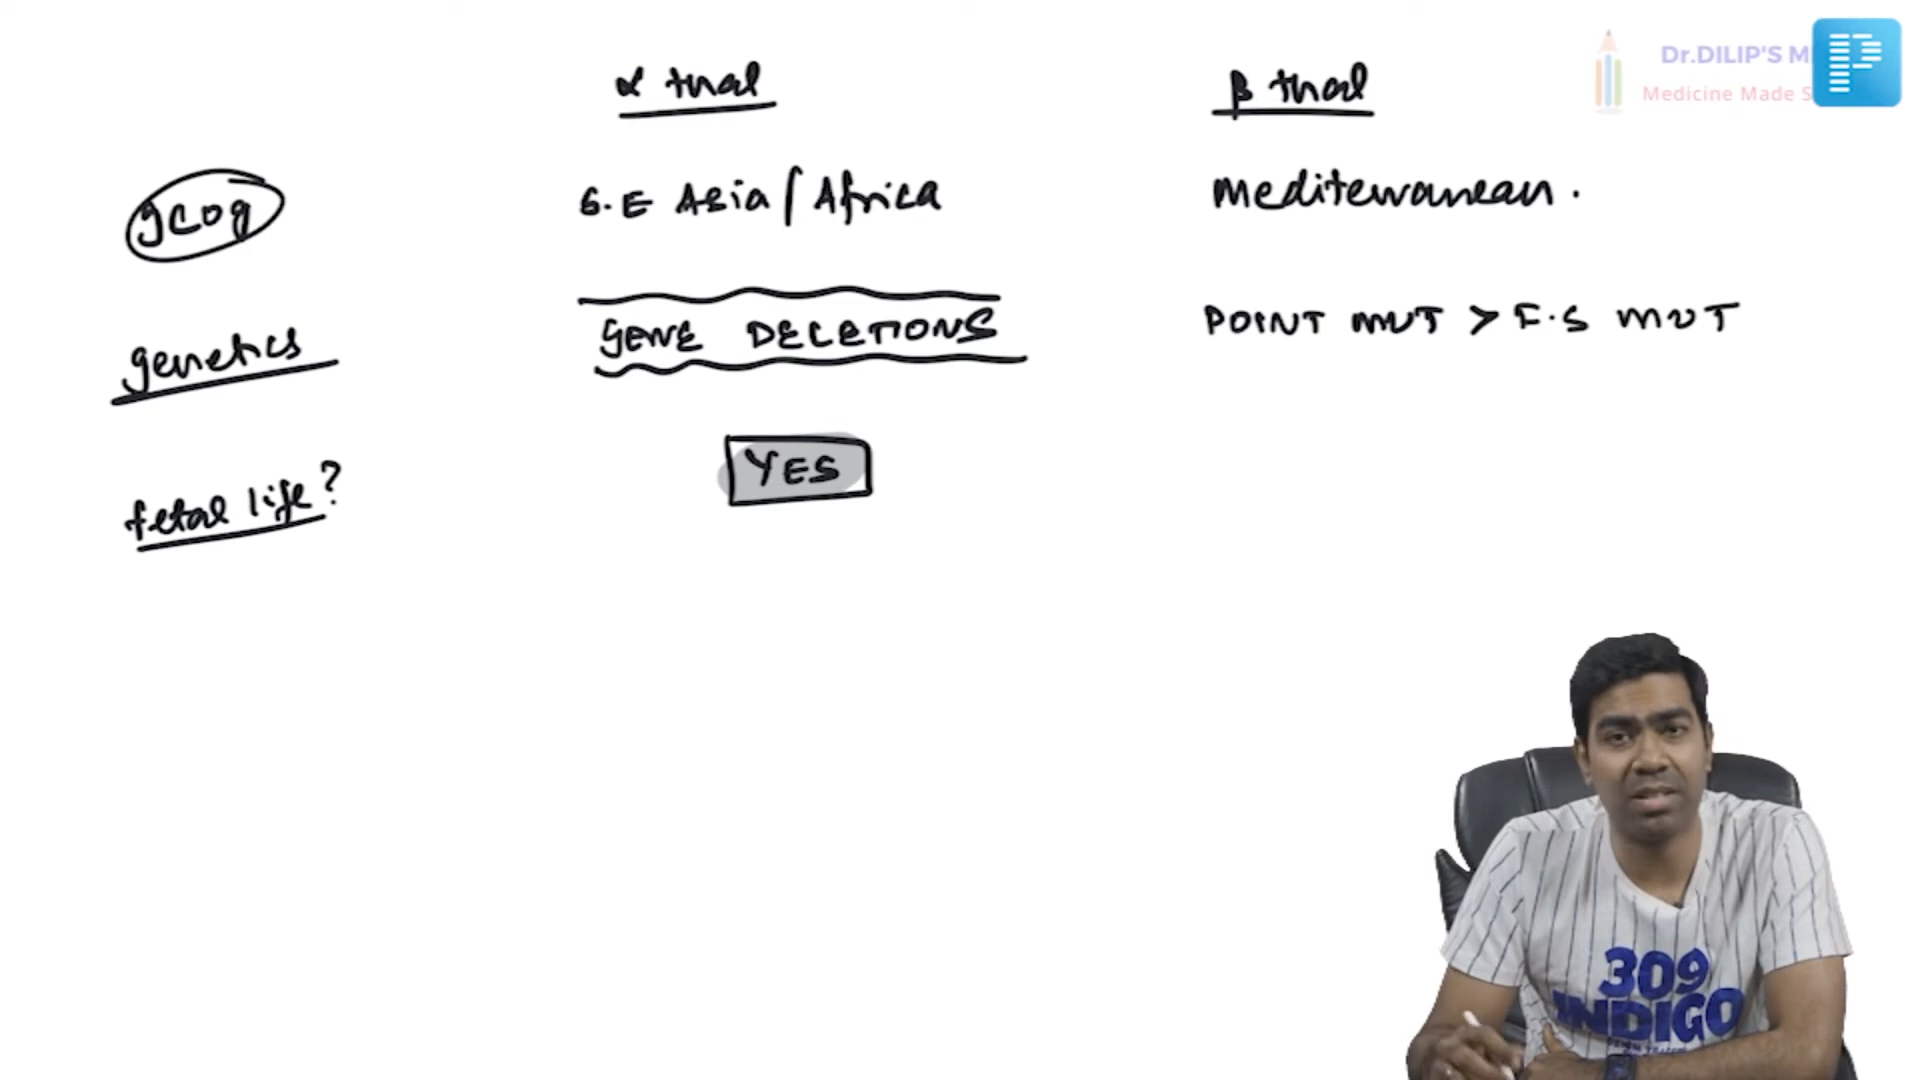 α thal
β thal
Dr.DILIP'S M
Medicine Made S
geog
S.E Asia / Africa
Mediterranean.
genetics
GENE DELETIONS
POINT MUT > F.S MUT
fetal life?
YES
309
INDIGO